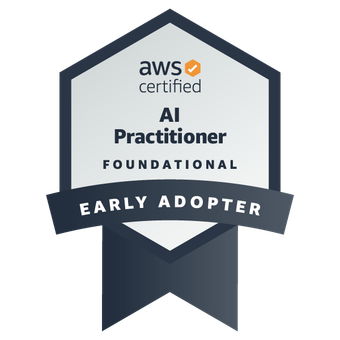 aws
certified
AI
Practitioner
FOUNDATIONAL
EARLY ADOPTER